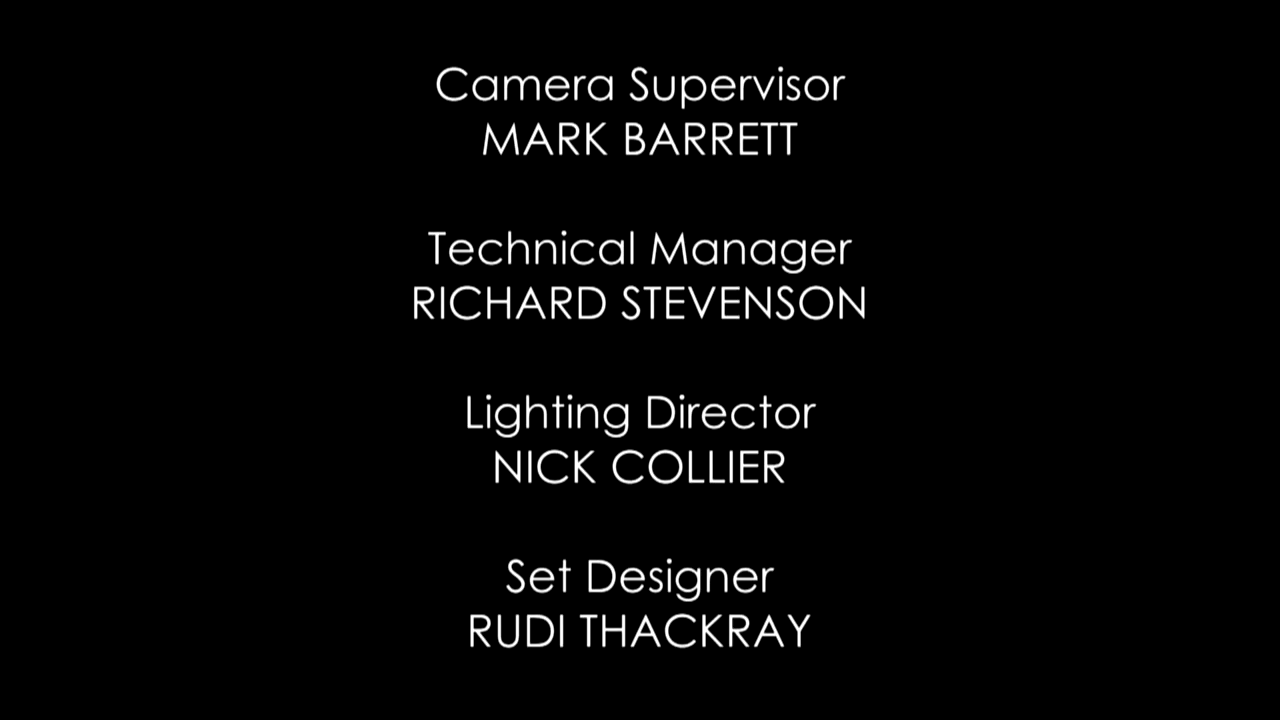 Camera Supervisor
MARK BARRETT
Technical Manager
RICHARD STEVENSON
Lighting Director
NICK COLLIER
Set Designer
RUDI THACKRAY